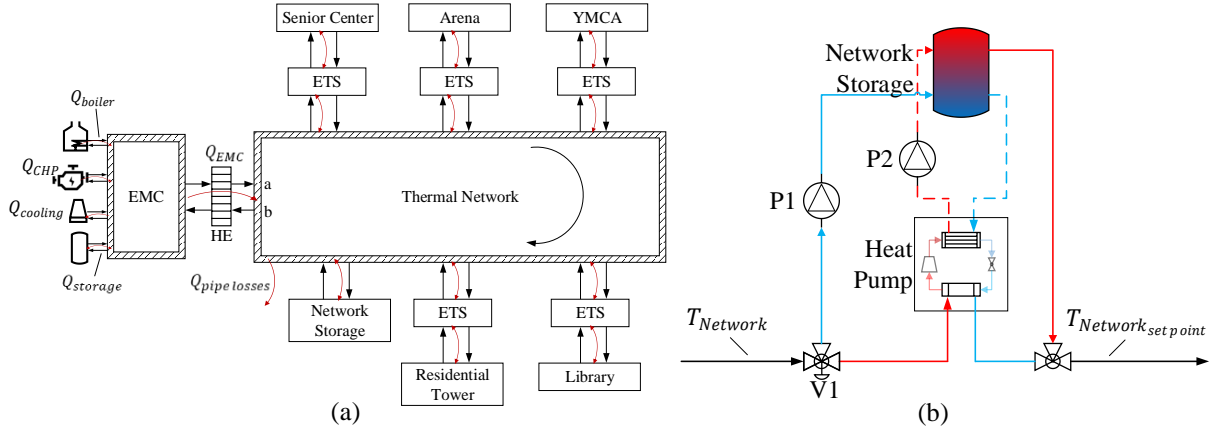 Senior Center
Arena
YMCA
ETS
ETS
ETS
Q_boiler
Q_CHP
Q_cooling
Q_storage
EMC
Q_EMC
HE
a
b
Thermal Network
Q_pipe losses
Network
Storage
ETS
ETS
Residential
Tower
Library
(a)
Network
Storage
P2
P1
Heat
Pump
T_Network
V1
T_Network_set point
(b)